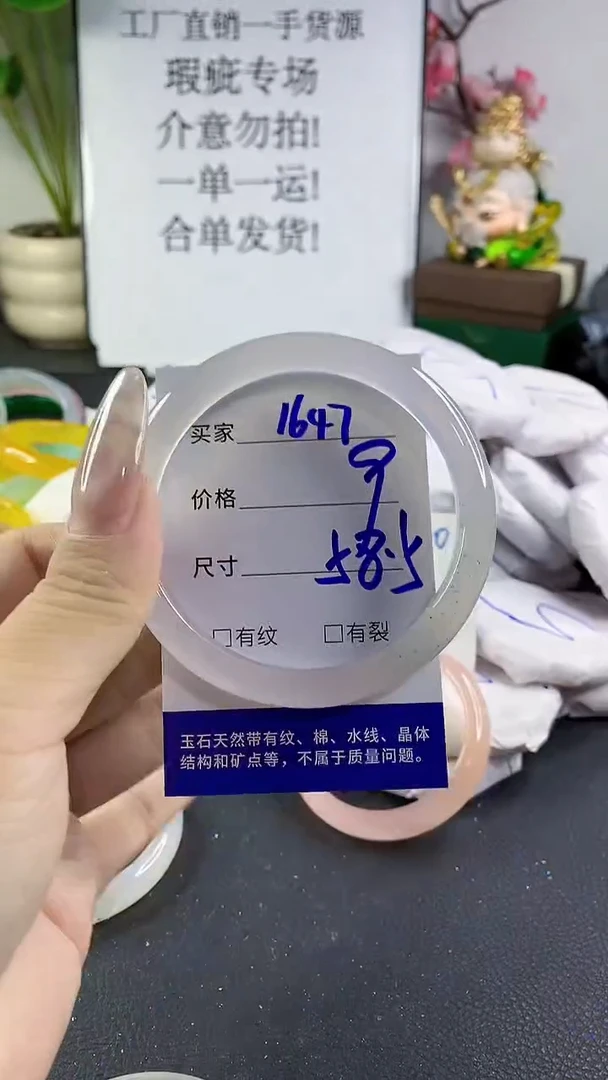 工厂直销一手货源
瑕疵专场
介意勿拍!
一单一运!
合单发货!
买家 1647
价格 9
尺寸 58.5
□有纹 □有裂
玉石天然带有纹、棉、水线、晶体
结构和矿点等，不属于质量问题。